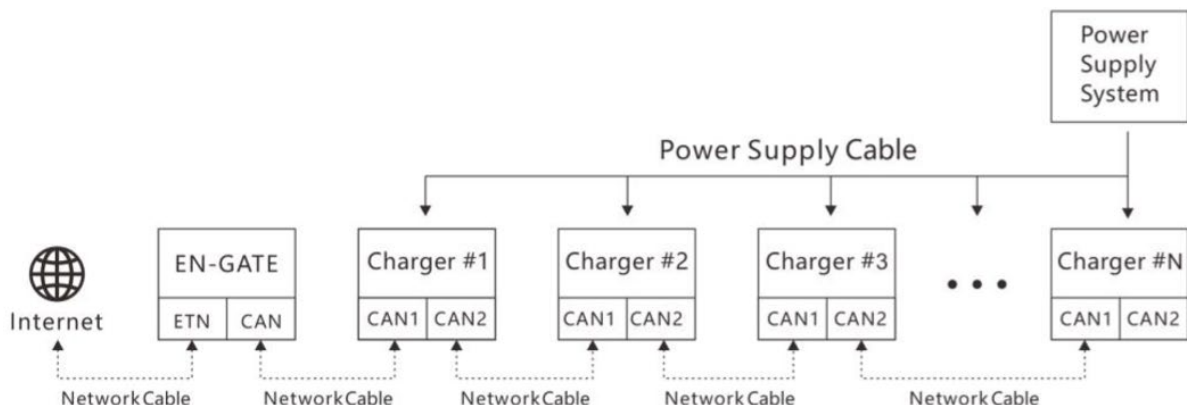 Power
Supply
System
Power Supply Cable
EN-GATE
Charger #1
Charger #2
Charger #3
Charger #N
Internet
ETN
CAN
CAN1
CAN2
CAN1
CAN2
CAN1
CAN2
CAN1
CAN2
Network Cable
Network Cable
Network Cable
Network Cable
Network Cable